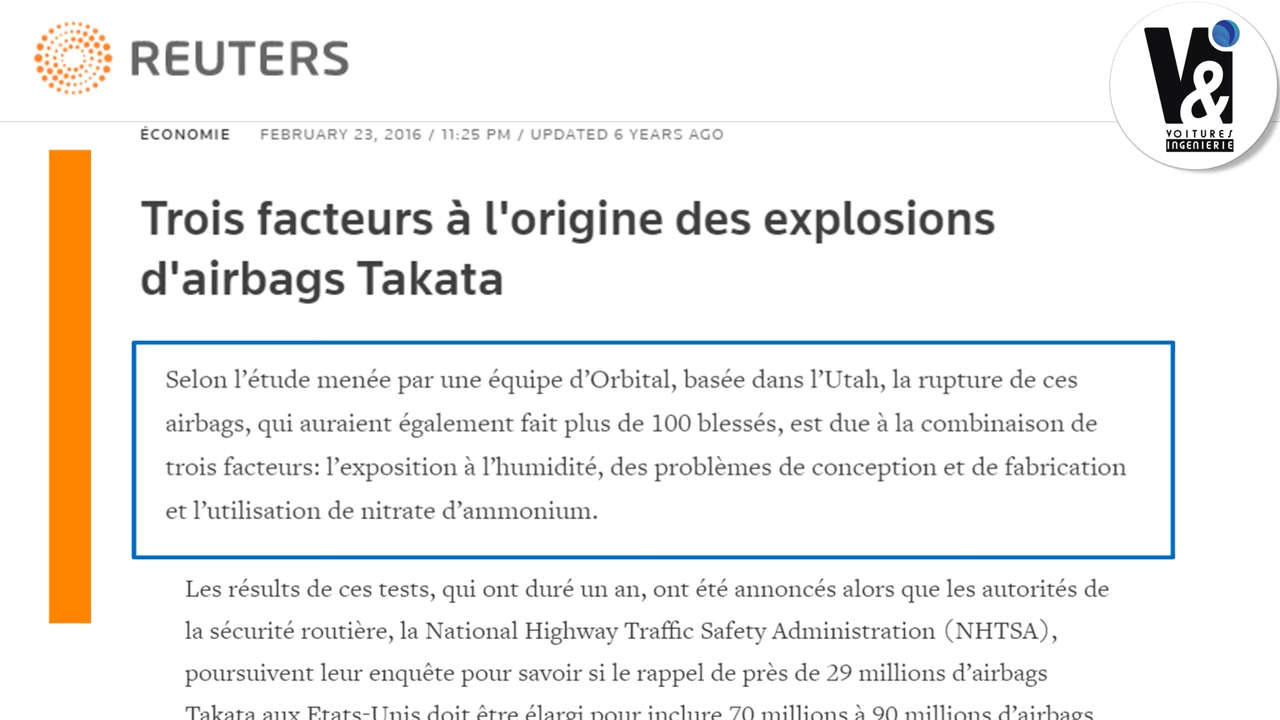 REUTERS
V&i
VOITURES
INGENIERIE
ÉCONOMIE FEBRUARY 23, 2016 / 11:25 PM / UPDATED 6 YEARS AGO
Trois facteurs à l'origine des explosions
d'airbags Takata
Selon l’étude menée par une équipe d’Orbital, basée dans l’Utah, la rupture de ces
airbags, qui auraient également fait plus de 100 blessés, est due à la combinaison de
trois facteurs: l’exposition à l’humidité, des problèmes de conception et de fabrication
et l’utilisation de nitrate d’ammonium.
Les résults de ces tests, qui ont duré un an, ont été annoncés alors que les autorités de
la sécurité routière, la National Highway Traffic Safety Administration (NHTSA),
poursuivent leur enquête pour savoir si le rappel de près de 29 millions d’airbags
Takata aux Etats-Unis doit être élargi pour inclure 70 millions à 90 millions d’airbags